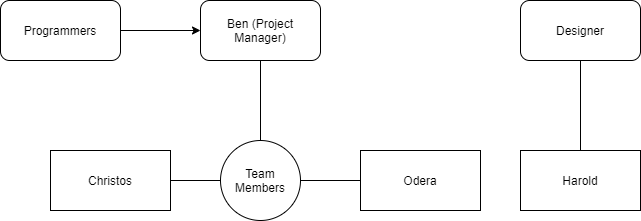 Programmers
Ben (Project
Manager)
Designer
Christos
Team
Members
Odera
Harold